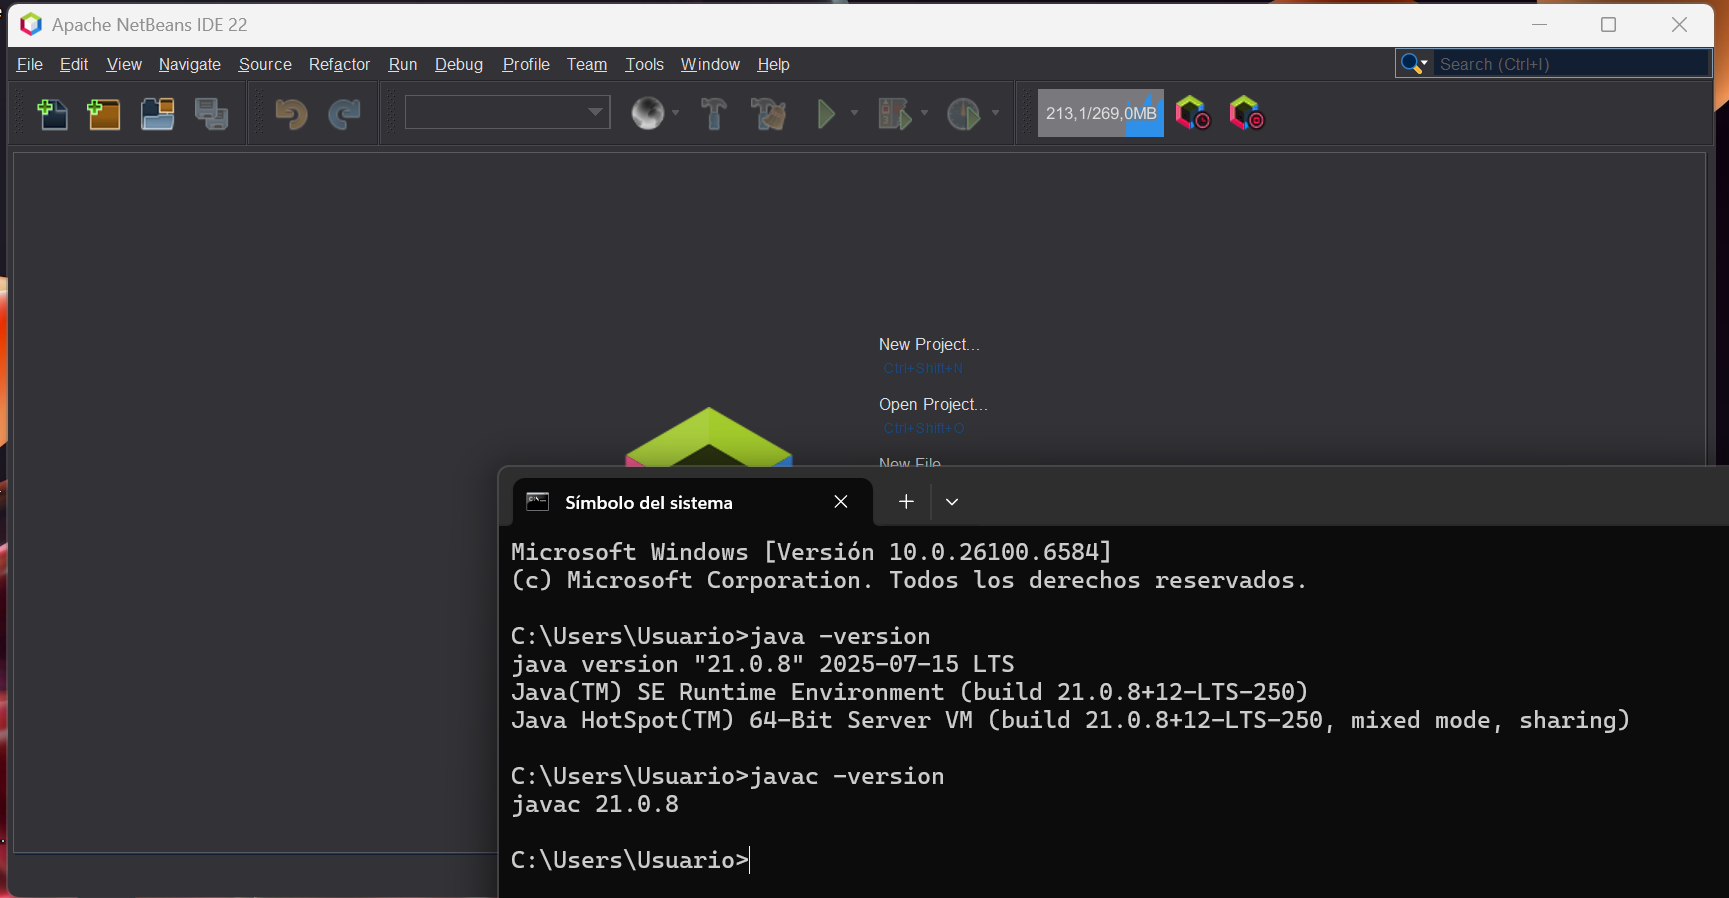 Apache NetBeans IDE 22
File Edit View Navigate Source Refactor Run Debug Profile Team Tools Window Help
Search (Ctrl+I)
213,1/269,0MB
New Project...
Ctrl+Shift+N
Open Project...
Ctrl+Shift+O
New File
Símbolo del sistema
Microsoft Windows [Versión 10.0.26100.6584]
(c) Microsoft Corporation. Todos los derechos reservados.
C:\Users\Usuario>java -version
java version "21.0.8" 2025-07-15 LTS
Java(TM) SE Runtime Environment (build 21.0.8+12-LTS-250)
Java HotSpot(TM) 64-Bit Server VM (build 21.0.8+12-LTS-250, mixed mode, sharing)
C:\Users\Usuario>javac -version
javac 21.0.8
C:\Users\Usuario>